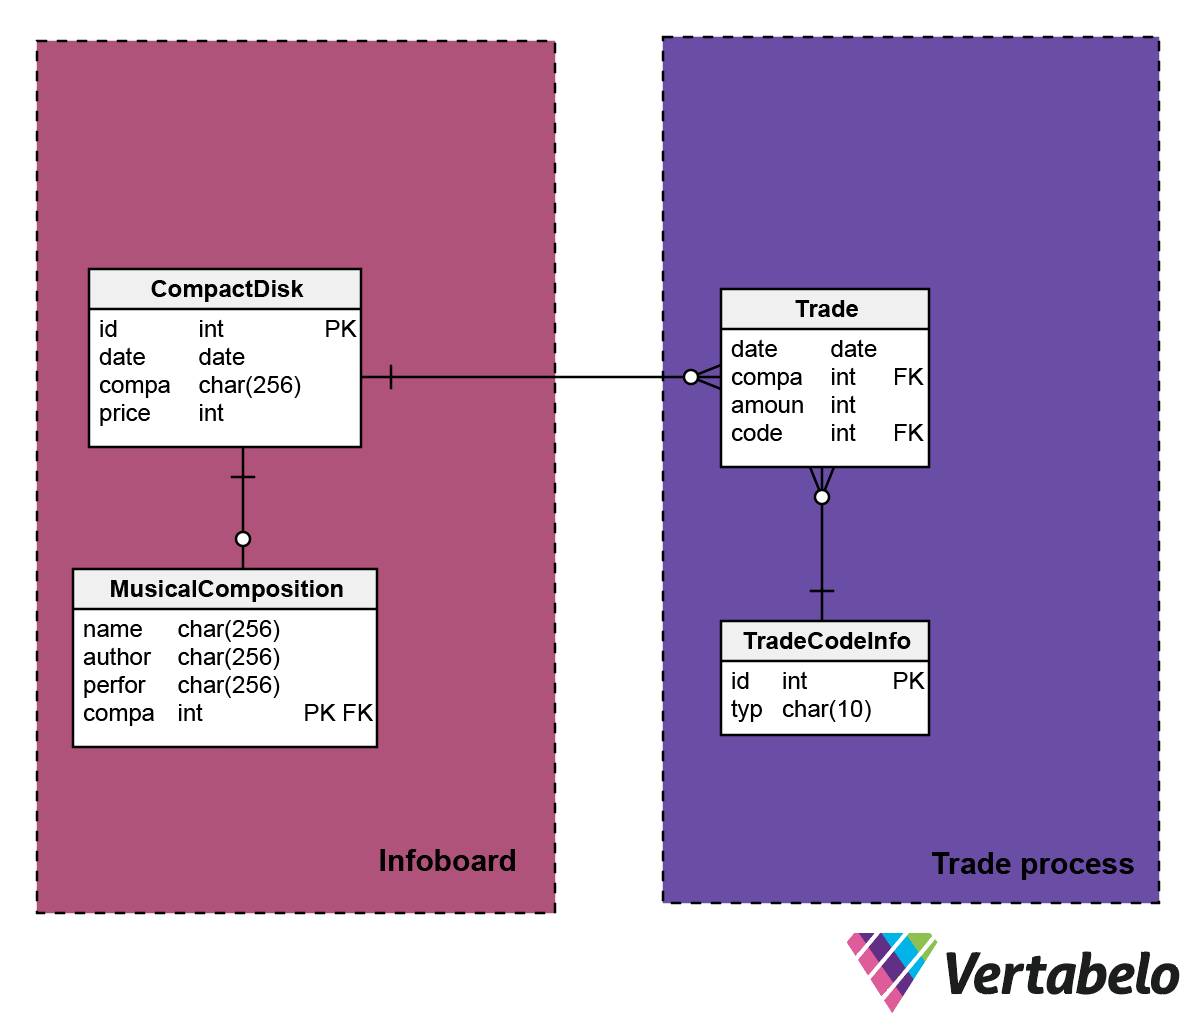 CompactDisk
id int PK
date date
compa char(256)
price int
MusicalComposition
name char(256)
author char(256)
perfor char(256)
compa int PK FK
Infoboard
Trade
date date
compa int FK
amoun int
code int FK
TradeCodeInfo
id int PK
typ char(10)
Trade process
Vertabelo